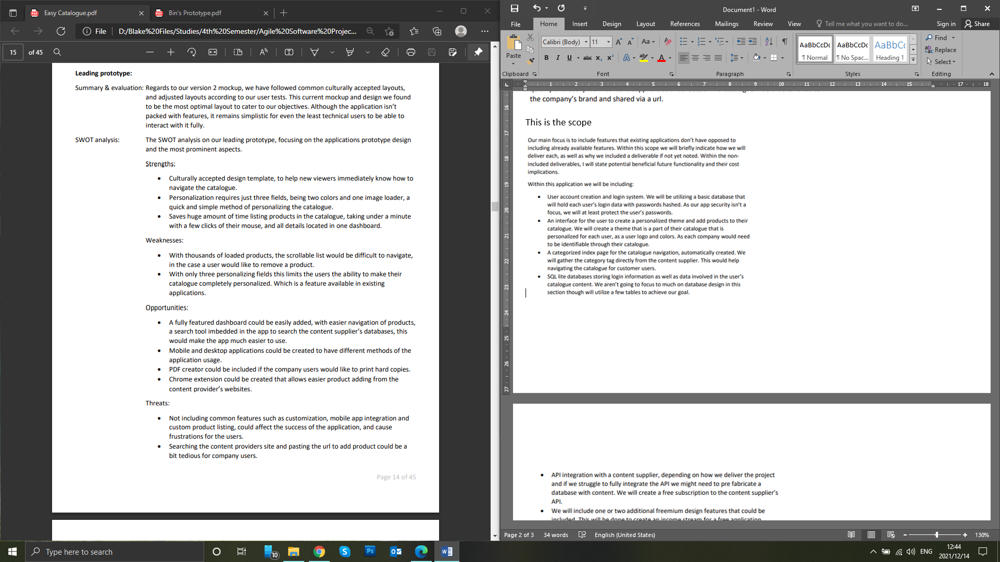 Easy Catalogue.pdf
Bin's Prototype.pdf
File
D:/Blake%20Files/Studies/4th%20Semester/Agile%20Software%20Projec...
15
of 45
Leading prototype:
Summary & evaluation: Regards to our version 2 mockup, we have followed common culturally accepted layouts,
and adjusted layouts according to our user tests. This current mockup and design we found
to be the most optimal layout to cater to our objectives. Although the application isn't
packed with features, it remains simplistic for even the least technical users to be able to
interact with it fully.
SWOT analysis: The SWOT analysis on our leading prototype, focusing on the applications prototype design
and the most prominent aspects.
Strengths:
• Culturally accepted design template, to help new viewers immediately know how to
navigate the catalogue.
• Personalization requires just three fields, being two colors and one image loader, a
quick and simple method of personalizing the catalogue.
• Saves huge amount of time listing products in the catalogue, taking under a minute
with a few clicks of their mouse, and all details located in one dashboard.
Weaknesses:
• With thousands of loaded products, the scrollable list would be difficult to navigate,
in the case a user would like to remove a product.
• With only three personalizing fields this limits the users the ability to make their
catalogue completely personalized. Which is a feature available in existing
applications.
Opportunities:
• A fully featured dashboard could be easily added, with easier navigation of products,
a search tool imbedded in the app to search the content supplier's databases, this
would make the app much easier to use.
• Mobile and desktop applications could be created to have different methods of the
application usage.
• PDF creator could be included if the company users would like to print hard copies.
• Chrome extension could be created that allows easier product adding from the
content provider's websites.
Threats:
• Not including common features such as customization, mobile app integration and
custom product listing, could affect the success of the application, and cause
frustrations for the users.
• Searching the content providers site and pasting the url to add product could be a
bit tedious for company users.
Page 14 of 45
Document1 - Word
File Home Insert Design Layout References Mailings Review View Tell me what you want to do... Sign in Share
Paste
Clipboard
Calibri (Body) 11
Font
Paragraph
AaBbCcDc AaBbCcDc AaBbCc
¶ Normal ¶ No Spac... Heading 1
Styles
Find
Replace
Select
Editing
1 2 3 4 5 6 7 8 9 10 11 12 13 14 15 17 18
16
17
18
19
20
21
22
23
24
25
26
27
the company's brand and shared via a url.
This is the scope
Our main focus is to include features that existing applications don't have opposed to
including already available features. Within this scope we will briefly indicate how we will
deliver each, as well as why we included a deliverable if not yet noted. Within the non-
included deliverables, I will state potential beneficial future functionality and their cost
implications.
Within this application we will be including:
• User account creation and login system. We will be utilizing a basic database that
will hold each user's login data with passwords hashed. As our app security isn't a
focus, we will at least protect the user's passwords.
• An interface for the user to create a personalized theme and add products to their
catalogue. We will create a theme that is a part of their catalogue that is
personalized for each user, as a user logo and colors. As each company would need
to be identifiable through their catalogue.
• A categorized index page for the catalogue navigation, automatically created. We
will gather the category tag directly from the content supplier. This would help
navigating the catalogue for customer users.
• SQL lite databases storing login information as well as data involved in the user's
catalogue content. We aren't going to focus to much on database design in this
section though will utilize a few tables to achieve our goal.
• API integration with a content supplier, depending on how we deliver the project
and if we struggle to fully integrate the API we might need to pre fabricate a
database with content. We will create a free subscription to the content supplier's
API.
• We will include one or two additional freemium design features that could be
included. This will be done to create an income stream for a free application
Page 2 of 3 34 words English (United States) 130%
Type here to search
10
ENG
12:44
2021/12/14